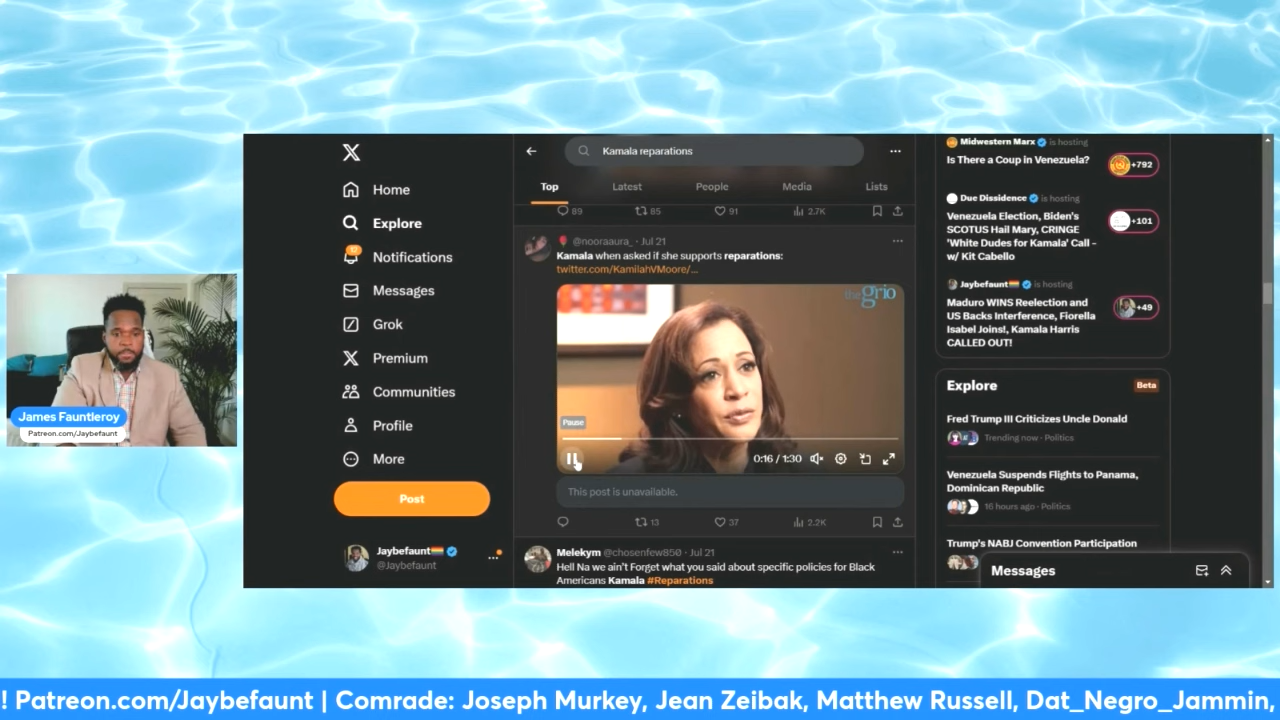 Kamala reparations
Home
Explore
Notifications
Messages
Grok
Premium
Communities
Profile
More
Post
Jaybefaunt
@Jaybefaunt
Top
Latest
People
Media
Lists
89
85
91
2.7K
@nooraaura_ · Jul 21
Kamala when asked if she supports reparations:
twitter.com/KamilahVMoore/...
the grio
Pause
0:16 / 1:30
This post is unavailable.
13
37
2.2K
Melekym @chosenfew850 · Jul 21
Hell Na we ain't Forget what you said about specific policies for Black
Americans Kamala #Reparations
Midwestern Marx is hosting
Is There a Coup in Venezuela?
+792
Due Dissidence is hosting
Venezuela Election, Biden's
SCOTUS Hail Mary, CRINGE
'White Dudes for Kamala' Call –
w/ Kit Cabello
+101
Jaybefaunt is hosting
Maduro WINS Reelection and
US Backs Interference, Fiorella
Isabel Joins!, Kamala Harris
CALLED OUT!
+49
Explore
Beta
Fred Trump III Criticizes Uncle Donald
Trending now · Politics
Venezuela Suspends Flights to Panama,
Dominican Republic
16 hours ago · Politics
Trump's NABJ Convention Participation
Messages
James Fauntleroy
Patreon.com/Jaybefaunt
! Patreon.com/Jaybefaunt | Comrade: Joseph Murkey, Jean Zeibak, Matthew Russell, Dat_Negro_Jammin,